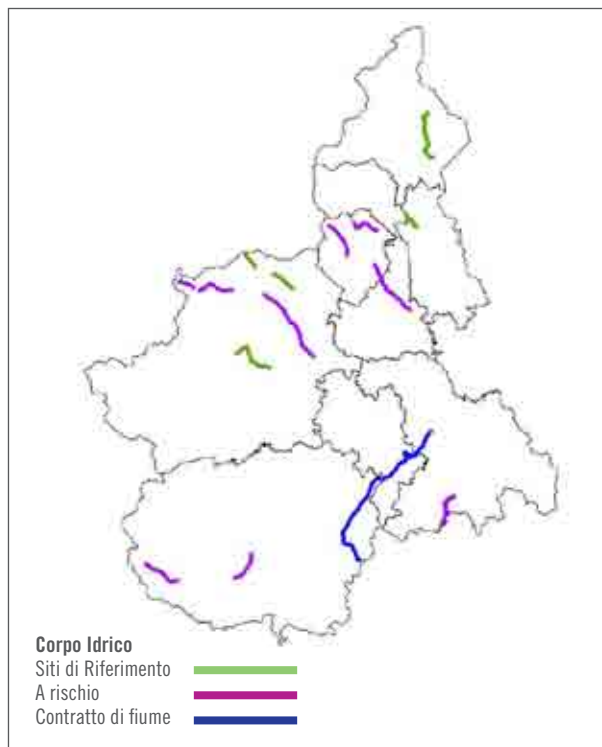 Corpo Idrico
Siti di Riferimento
A rischio
Contratto di fiume